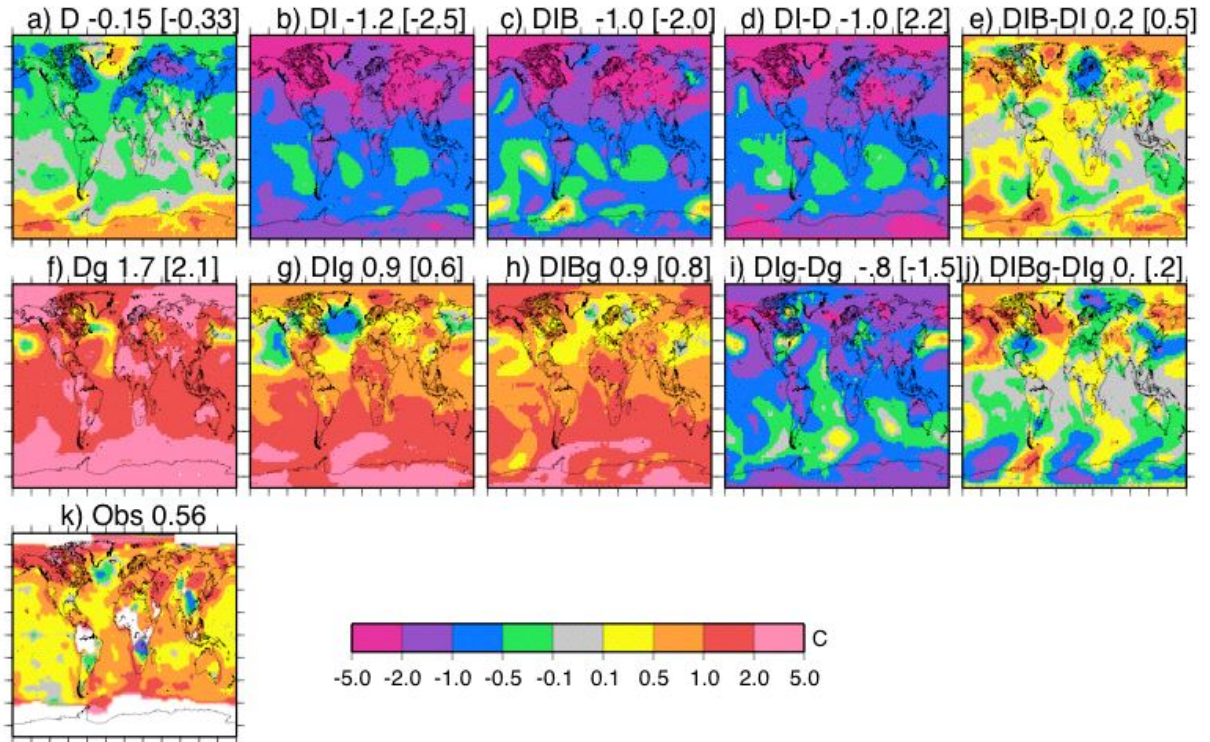 a) D -0.15 [-0.33]
b) DI -1.2 [-2.5]
c) DIB -1.0 [-2.0]
d) DI-D -1.0 [2.2]
e) DIB-DI 0.2 [0.5]
f) Dg 1.7 [2.1]
g) DIg 0.9 [0.6]
h) DIBg 0.9 [0.8]
i) DIg-Dg -.8 [-1.5]
j) DIBg-DIg 0. [.2]
k) Obs 0.56
C
-5.0 -2.0 -1.0 -0.5 -0.1 0.1 0.5 1.0 2.0 5.0